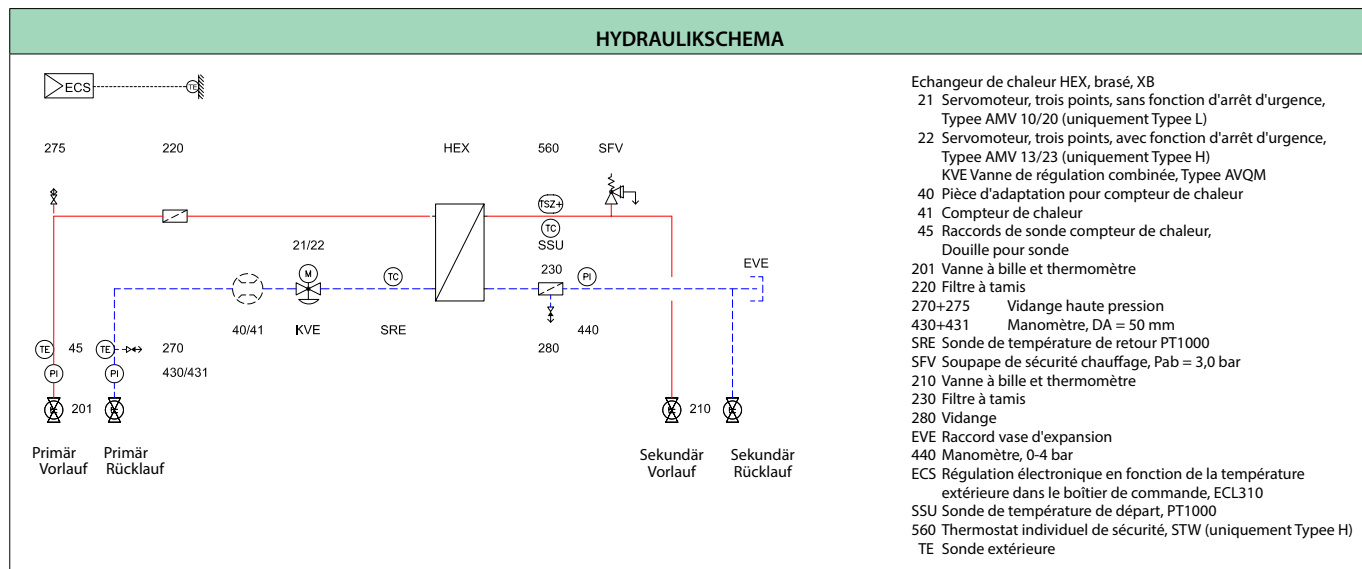 HYDRAULIKSCHEMA
ECS
TE
275
220
HEX
560
SFV
TSZ+
TC
SSU
21/22
M
TC
230
PI
EVE
40/41
KVE
SRE
440
TE
45
TE
270
280
PI
PI
430/431
201
210
Primär
Vorlauf
Primär
Rücklauf
Sekundär
Vorlauf
Sekundär
Rücklauf
Echangeur de chaleur HEX, brasé, XB
21 Servomoteur, trois points, sans fonction d'arrêt d'urgence,
Typee AMV 10/20 (uniquement Typee L)
22 Servomoteur, trois points, avec fonction d'arrêt d'urgence,
Typee AMV 13/23 (uniquement Typee H)
KVE Vanne de régulation combinée, Typee AVQM
40 Pièce d'adaptation pour compteur de chaleur
41 Compteur de chaleur
45 Raccords de sonde compteur de chaleur,
Douille pour sonde
201 Vanne à bille et thermomètre
220 Filtre à tamis
270+275 Vidange haute pression
430+431 Manomètre, DA = 50 mm
SRE Sonde de température de retour PT1000
SFV Soupape de sécurité chauffage, Pab = 3,0 bar
210 Vanne à bille et thermomètre
230 Filtre à tamis
280 Vidange
EVE Raccord vase d'expansion
440 Manomètre, 0-4 bar
ECS Régulation électronique en fonction de la température
extérieure dans le boîtier de commande, ECL310
SSU Sonde de température de départ, PT1000
560 Thermostat individuel de sécurité, STW (uniquement Typee H)
TE Sonde extérieure